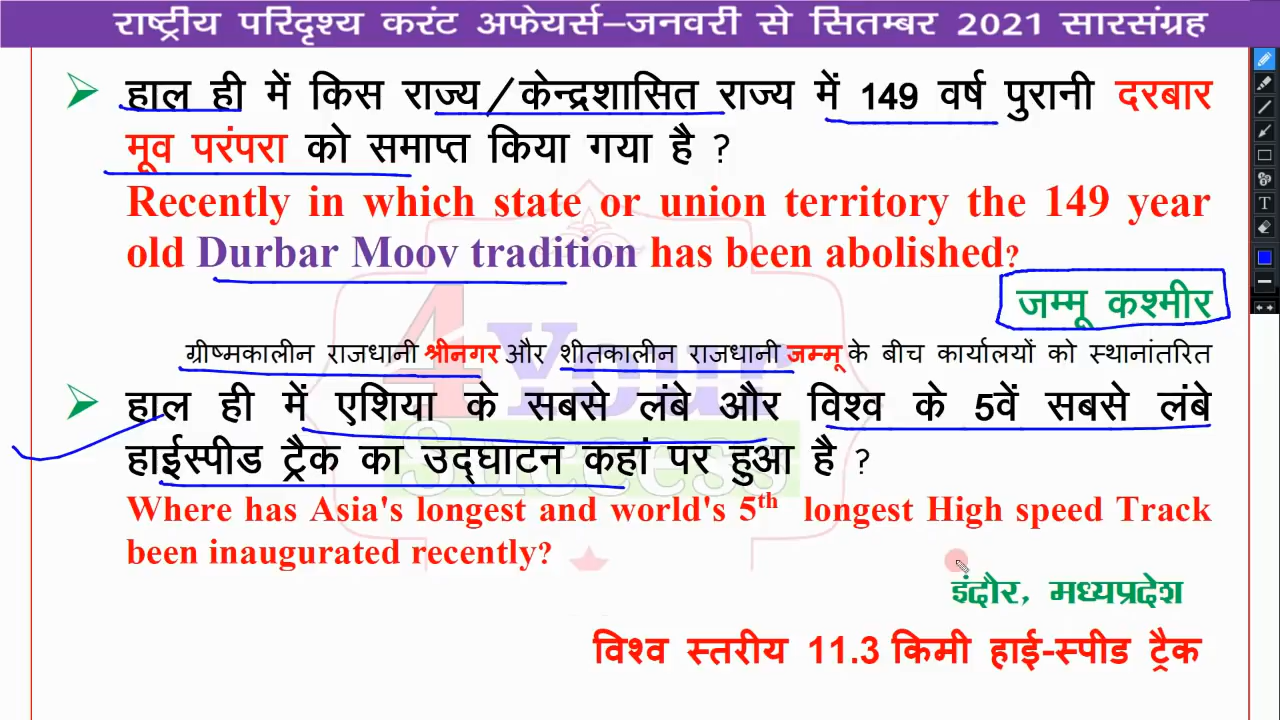 राष्ट्रीय परिदृश्य करंट अफेयर्स–जनवरी से सितम्बर 2021 सारसंग्रह
हाल ही में किस राज्य/केन्द्रशासित राज्य में 149 वर्ष पुरानी दरबार
मूव परंपरा को समाप्त किया गया है ?
Recently in which state or union territory the 149 year
old Durbar Moov tradition has been abolished?
जम्मू कश्मीर
ग्रीष्मकालीन राजधानी श्रीनगर और शीतकालीन राजधानी जम्मू के बीच कार्यालयों को स्थानांतरित
हाल ही में एशिया के सबसे लंबे और विश्व के 5वें सबसे लंबे
हाईस्पीड ट्रैक का उद्घाटन कहां पर हुआ है ?
Where has Asia's longest and world's 5th longest High speed Track
been inaugurated recently?
इंदौर, मध्यप्रदेश
विश्व स्तरीय 11.3 किमी हाई-स्पीड ट्रैक
4Your
Success